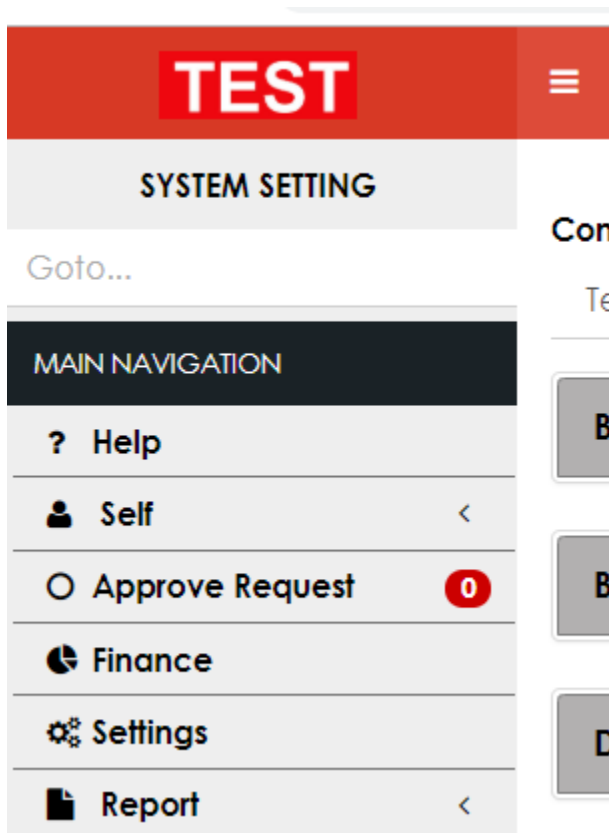 TEST
SYSTEM SETTING
Goto...
MAIN NAVIGATION
? Help
Self
Approve Request 0
Finance
Settings
Report